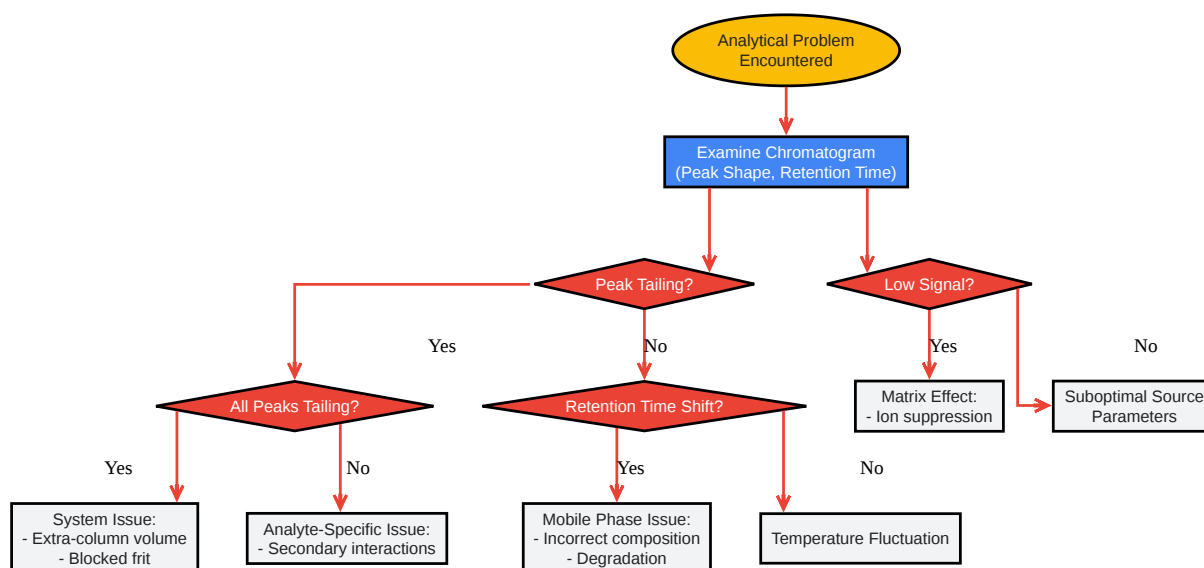 Analytical Problem
Encountered
Examine Chromatogram
(Peak Shape, Retention Time)
Peak Tailing?
Low Signal?
Yes
No
Yes
No
All Peaks Tailing?
Retention Time Shift?
Matrix Effect:
- Ion suppression
Suboptimal Source
Parameters
Yes
No
Yes
No
System Issue:
- Extra-column volume
- Blocked frit
Analyte-Specific Issue:
- Secondary interactions
Mobile Phase Issue:
- Incorrect composition
- Degradation
Temperature Fluctuation